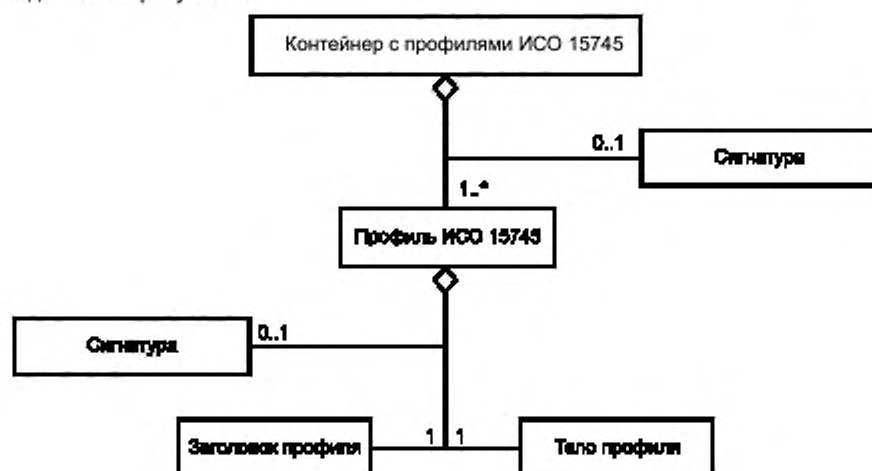 Контейнер с профилями ИСО 15745
0..1
Сигнатура
1..*
Профиль ИСО 15745
Сигнатура
0..1
Заголовок профиля
1
1
Тело профиля